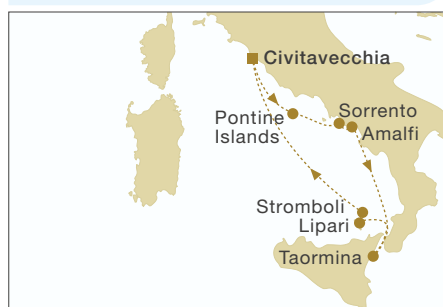 Civitavecchia
Sorrento
Pontine
Amalfi
Islands
Stromboli
Lipari
Taormina